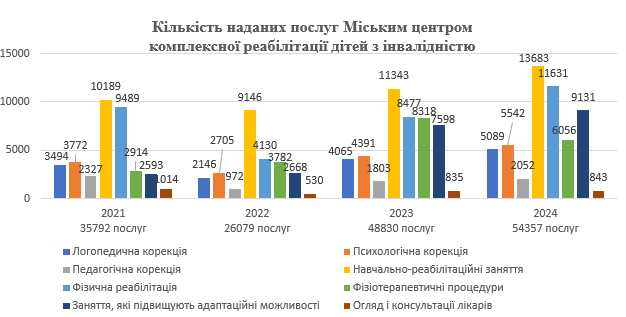 Кількість наданих послуг Міським центром
комплексної реабілітації дітей з інвалідністю
15000
10000
5000
0
3494 3772 2327 10189 9489 2914 2593 1014
2146 2705 972 9146 4130 3782 2668 530
4065 4391 1803 11343 8477 8318 7598 835
5089 5542 2052 13683 11631 6056 9131 843
2021 2022 2023 2024
35792 послуг 26079 послуг 48830 послуг 54357 послуг
Логопедична корекція Психологічна корекція
Педагогічна корекція Навчально-реабілітаційні заняття
Фізична реабілітація Фізіотерапевтичні процедури
Заняття, які підвищують адаптаційні можливості Огляд і консультації лікарів